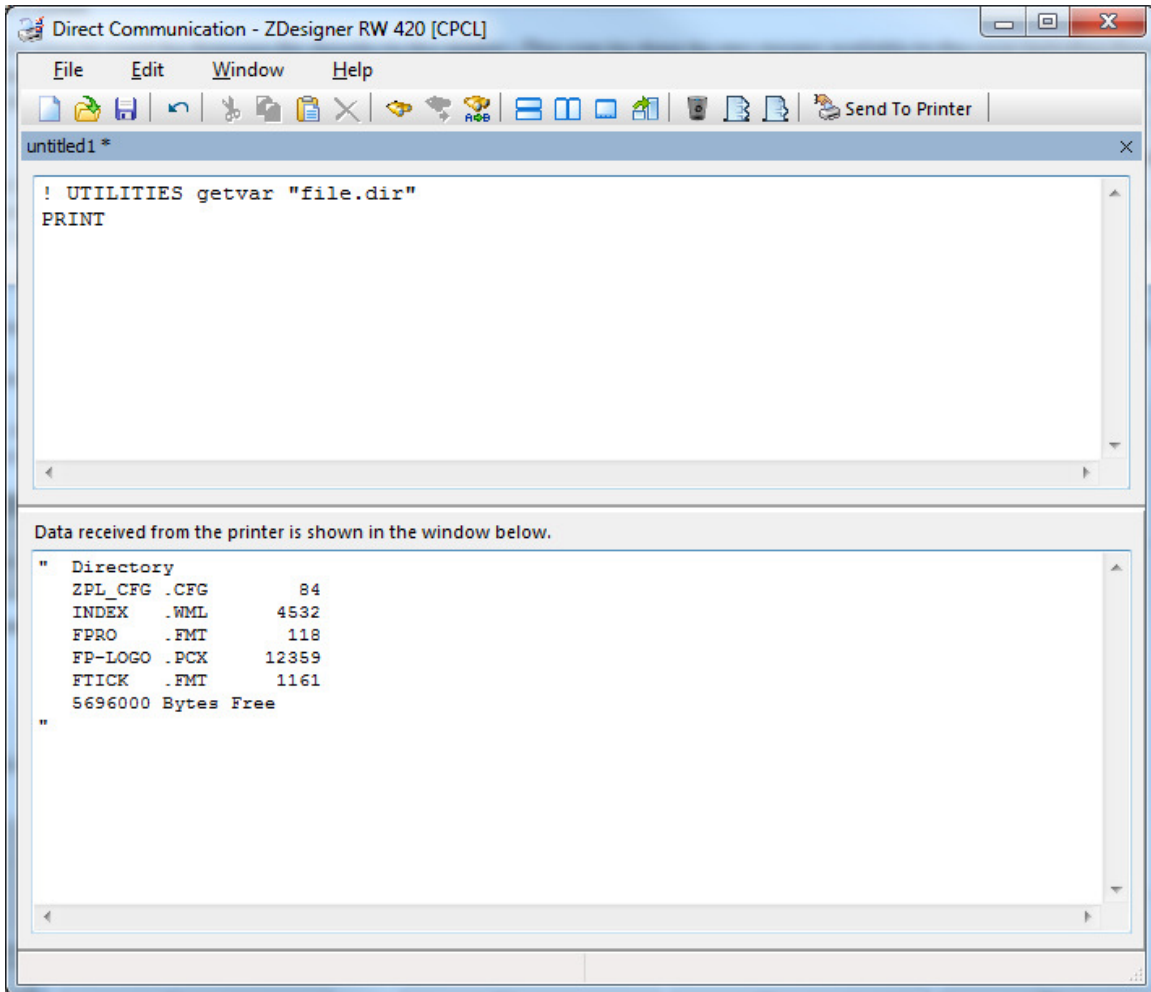 Direct Communication - ZDesigner RW 420 [CPCL]
File Edit Window Help
Send To Printer
untitled1 *
! UTILITIES getvar "file.dir"
PRINT
Data received from the printer is shown in the window below.
"  Directory
ZPL_CFG .CFG 84
INDEX .WML 4532
FPRO .FMT 118
FP-LOGO .PCX 12359
FTICK .FMT 1161
5696000 Bytes Free
"